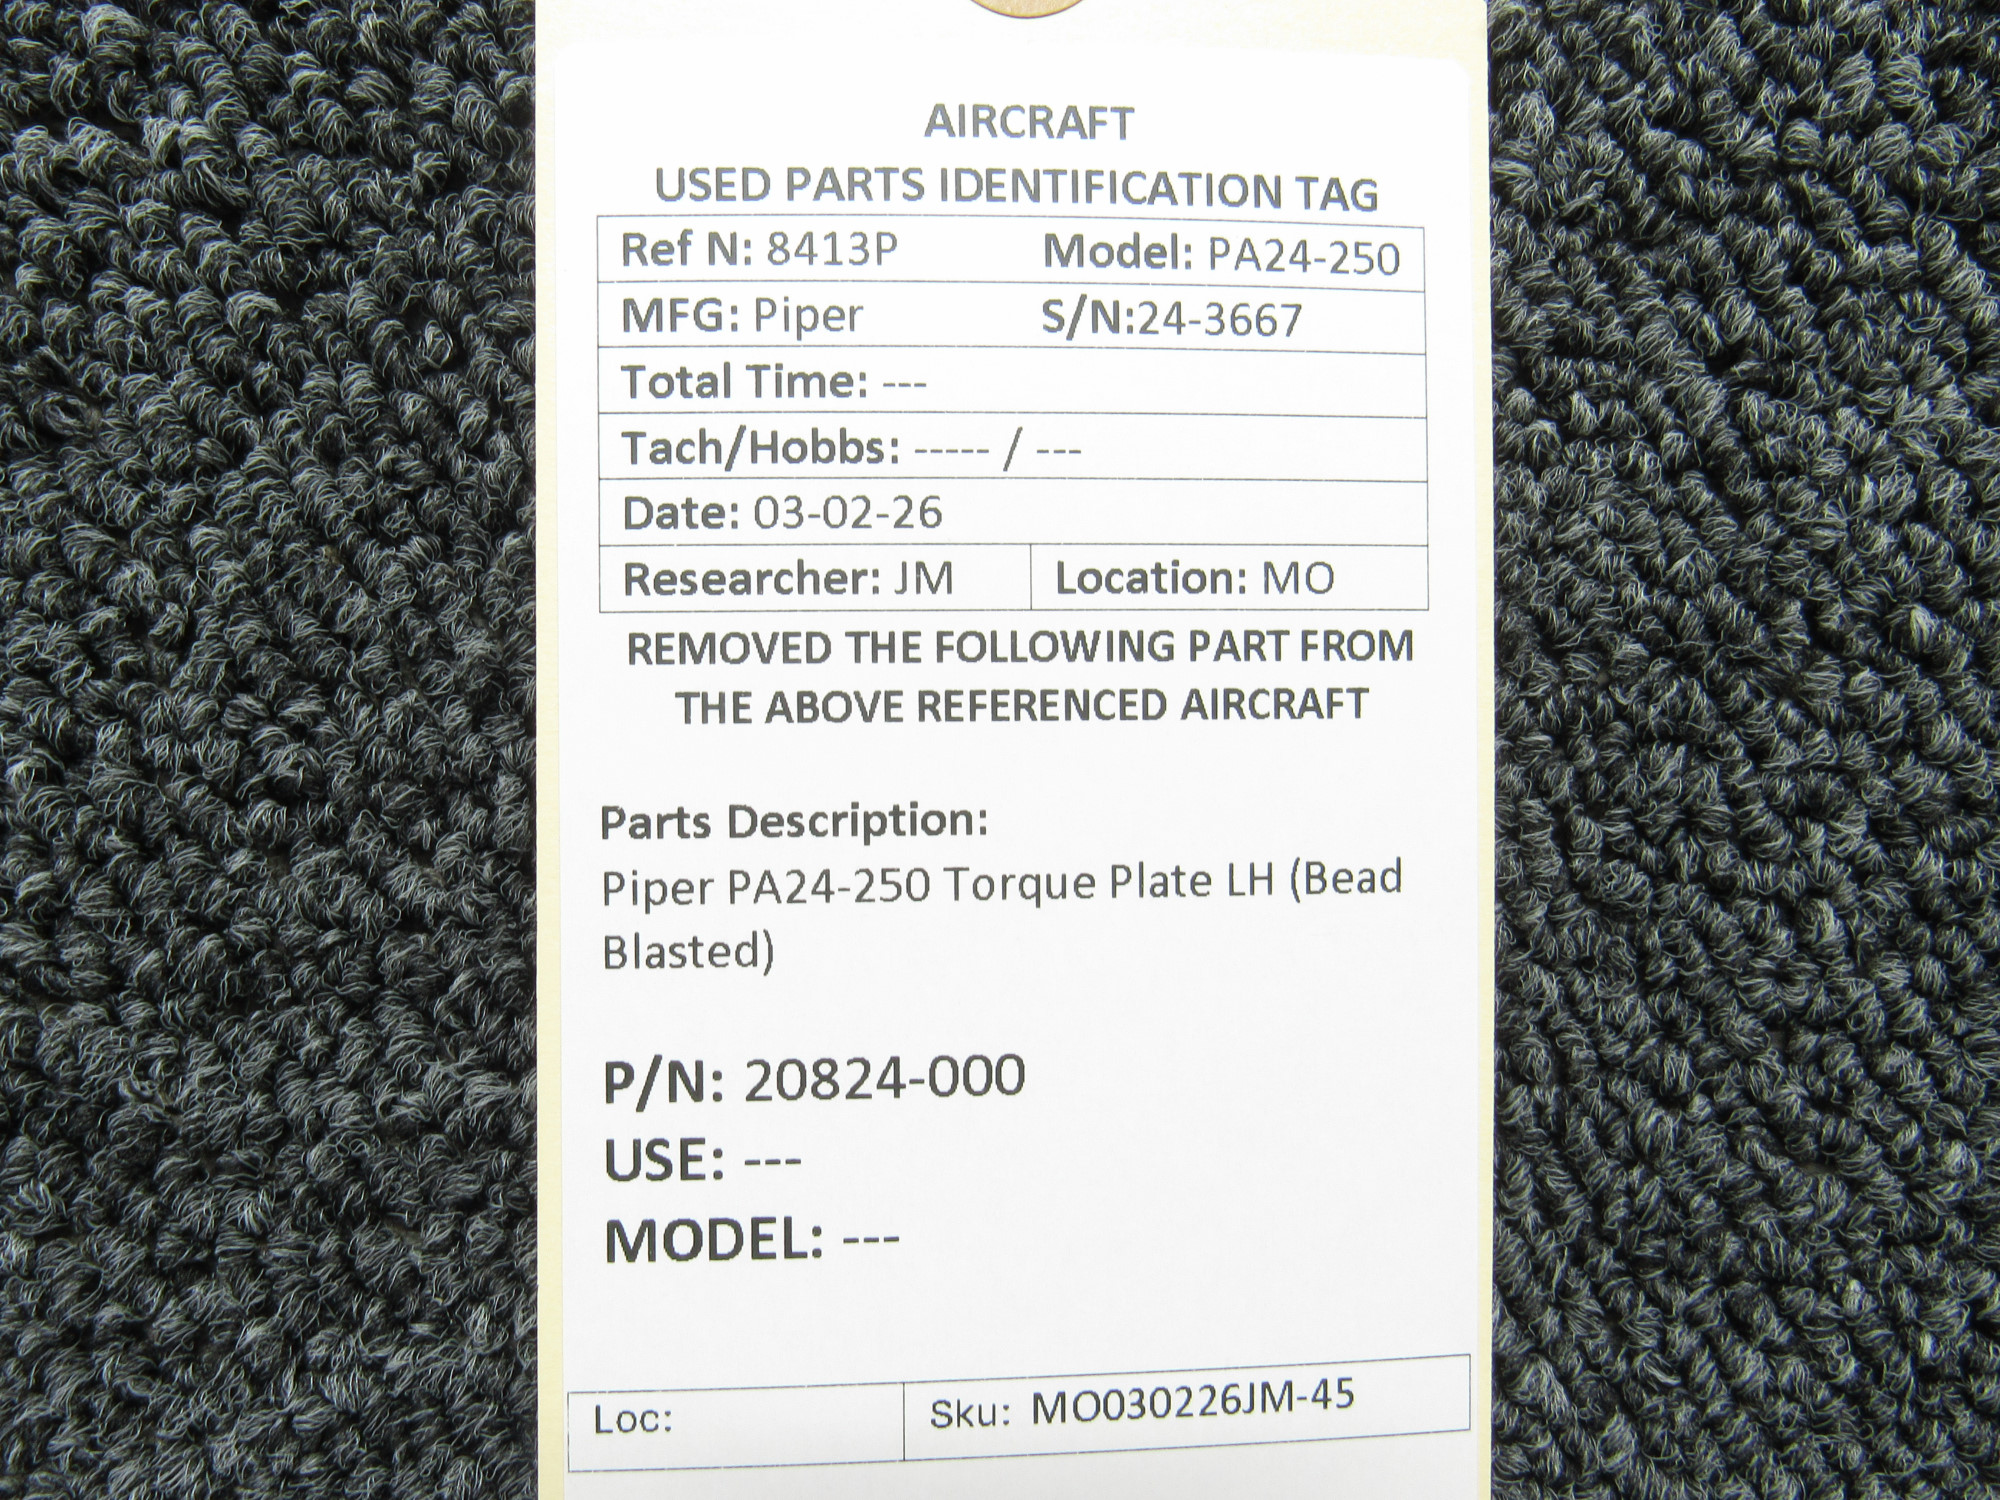 AIRCRAFT
USED PARTS IDENTIFICATION TAG
Ref N: 8413P Model: PA24-250
MFG: Piper S/N:24-3667
Total Time: ---
Tach/Hobbs: ----- / ---
Date: 03-02-26
Researcher: JM Location: MO
REMOVED THE FOLLOWING PART FROM
THE ABOVE REFERENCED AIRCRAFT
Parts Description:
Piper PA24-250 Torque Plate LH (Bead
Blasted)
P/N: 20824-000
USE: ---
MODEL: ---
Loc: Sku: MO030226JM-45